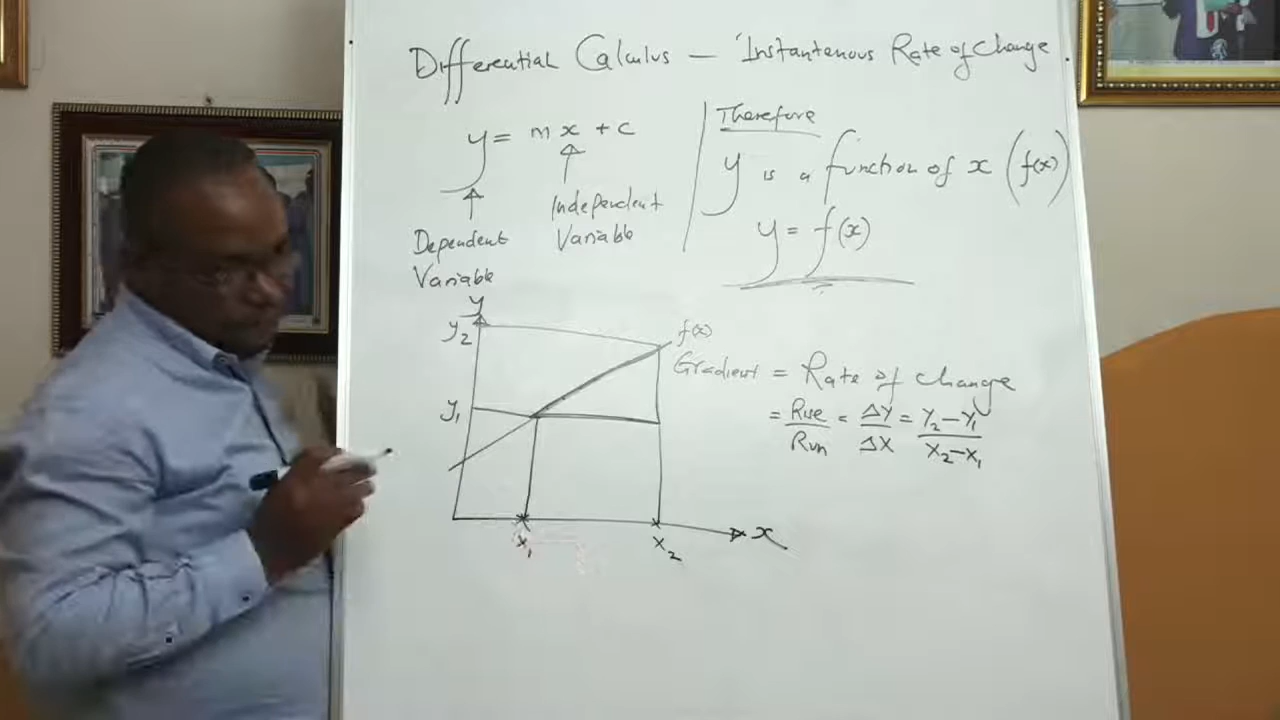 Differential Calculus — Instantenous Rate of Change.
y = mx + c
Dependent Variable
Independent Variable
Therefore
y is a function of x (f(x))
y = f(x)
y
y₂
y₁
f(x)
x₁
x₂
x
Gradient = Rate of change
= Rise/Run = ΔY/ΔX = Y₂-Y₁/X₂-X₁